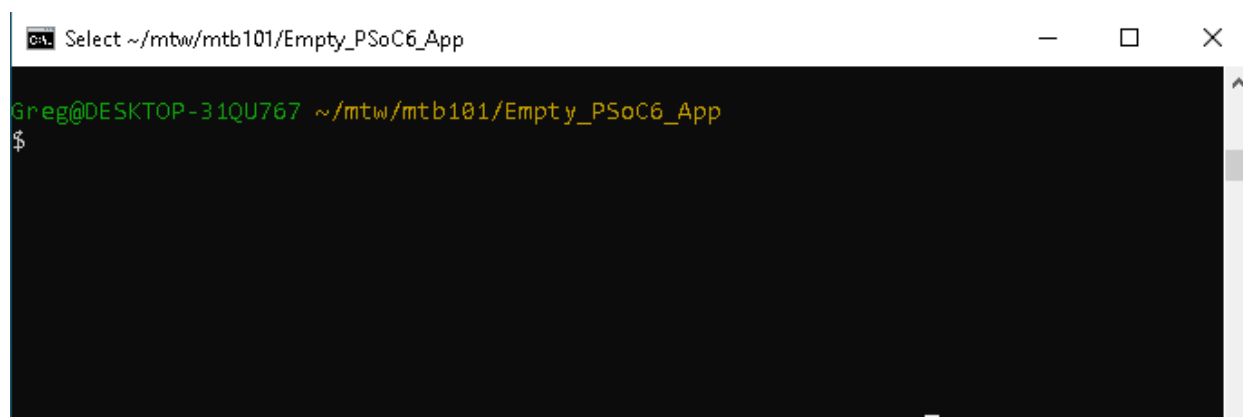 Select ~/mtw/mtb101/Empty_PSoC6_App
Greg@DESKTOP-31QU767 ~/mtw/mtb101/Empty_PSoC6_App
$